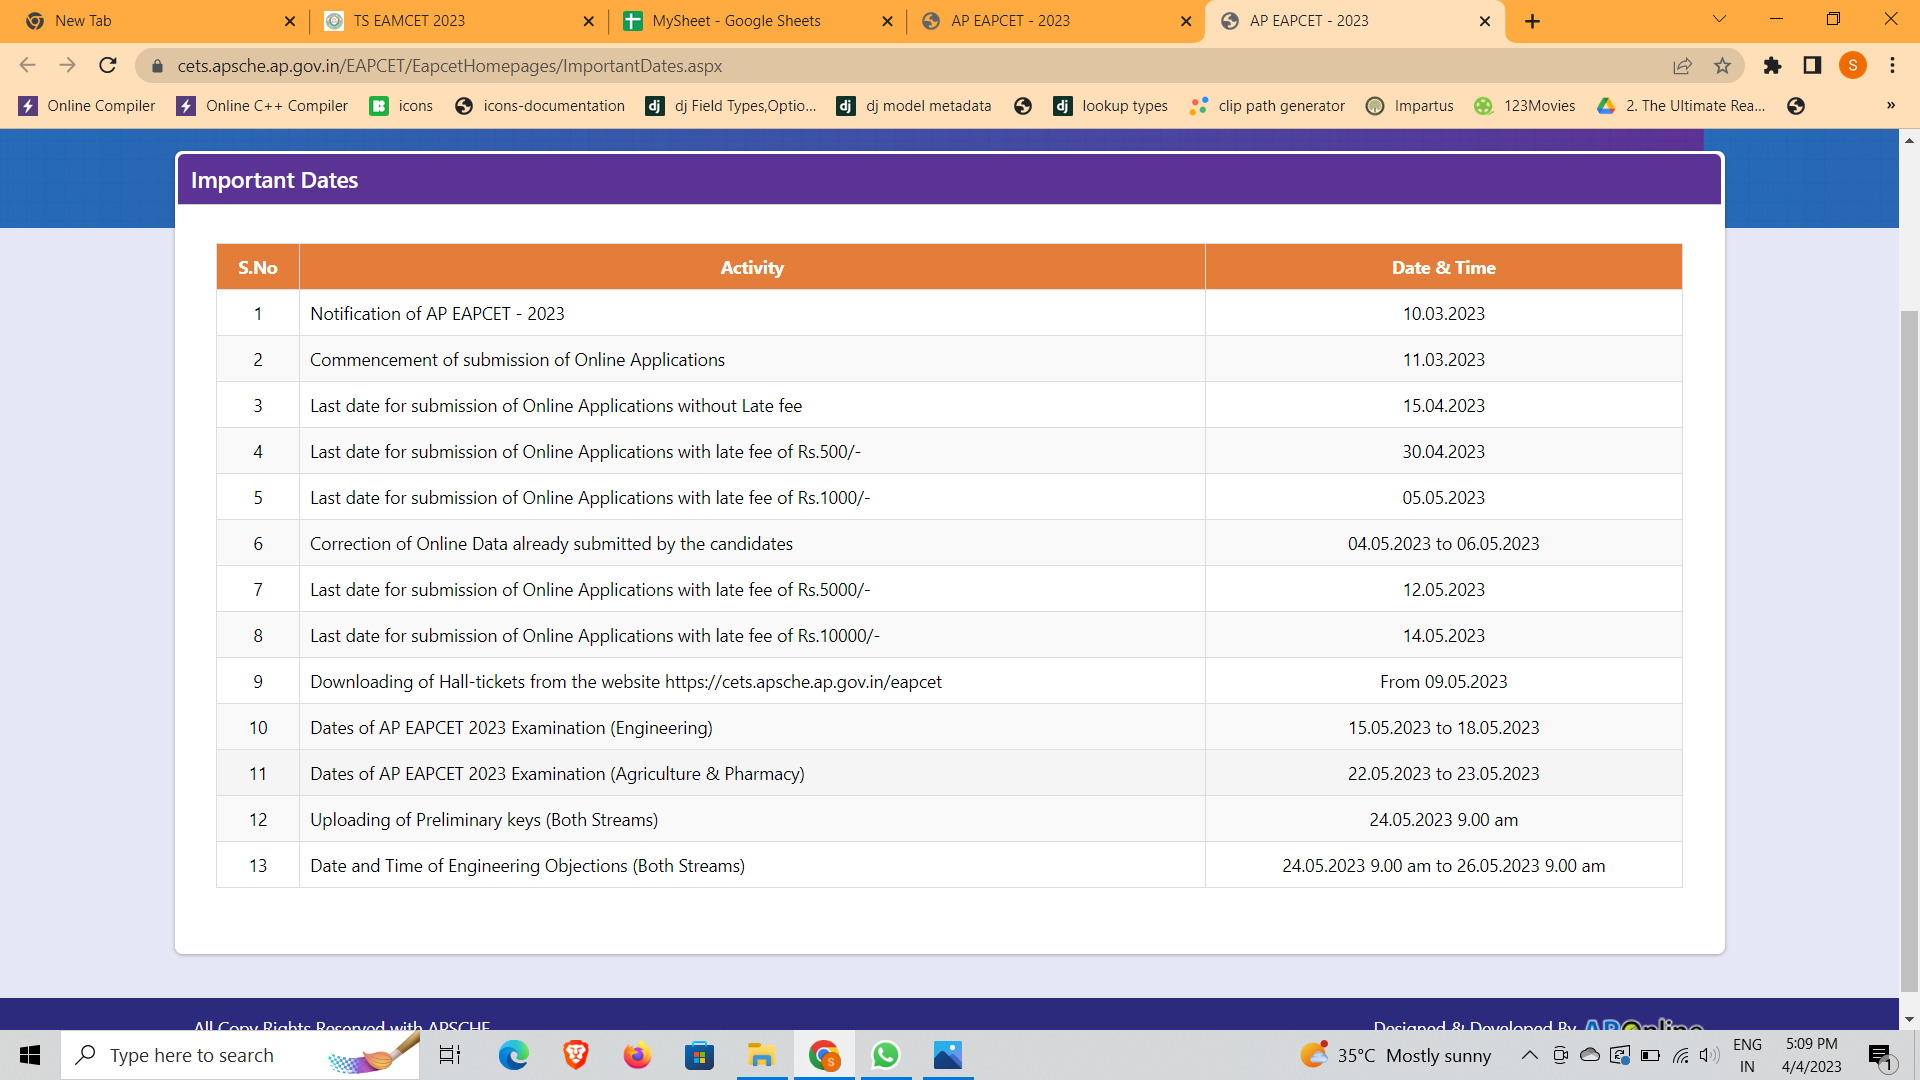 New Tab
TS EAMCET 2023
MySheet - Google Sheets
AP EAPCET - 2023
AP EAPCET - 2023
cets.apsche.ap.gov.in/EAPCET/EapcetHomepages/ImportantDates.aspx
S
Online Compiler
Online C++ Compiler
icons
icons-documentation
dj dj Field Types,Optio...
dj dj model metadata
dj lookup types
clip path generator
Impartus
123Movies
2. The Ultimate Rea...
»
Important Dates
S.No Activity Date & Time
1 Notification of AP EAPCET - 2023 10.03.2023
2 Commencement of submission of Online Applications 11.03.2023
3 Last date for submission of Online Applications without Late fee 15.04.2023
4 Last date for submission of Online Applications with late fee of Rs.500/- 30.04.2023
5 Last date for submission of Online Applications with late fee of Rs.1000/- 05.05.2023
6 Correction of Online Data already submitted by the candidates 04.05.2023 to 06.05.2023
7 Last date for submission of Online Applications with late fee of Rs.5000/- 12.05.2023
8 Last date for submission of Online Applications with late fee of Rs.10000/- 14.05.2023
9 Downloading of Hall-tickets from the website https://cets.apsche.ap.gov.in/eapcet From 09.05.2023
10 Dates of AP EAPCET 2023 Examination (Engineering) 15.05.2023 to 18.05.2023
11 Dates of AP EAPCET 2023 Examination (Agriculture & Pharmacy) 22.05.2023 to 23.05.2023
12 Uploading of Preliminary keys (Both Streams) 24.05.2023 9.00 am
13 Date and Time of Engineering Objections (Both Streams) 24.05.2023 9.00 am to 26.05.2023 9.00 am
All Copy Rights Reserved with APSCHE
Designed & Developed By APOnline
Type here to search
S
35°C Mostly sunny
ENG
IN
5:09 PM
4/4/2023
1